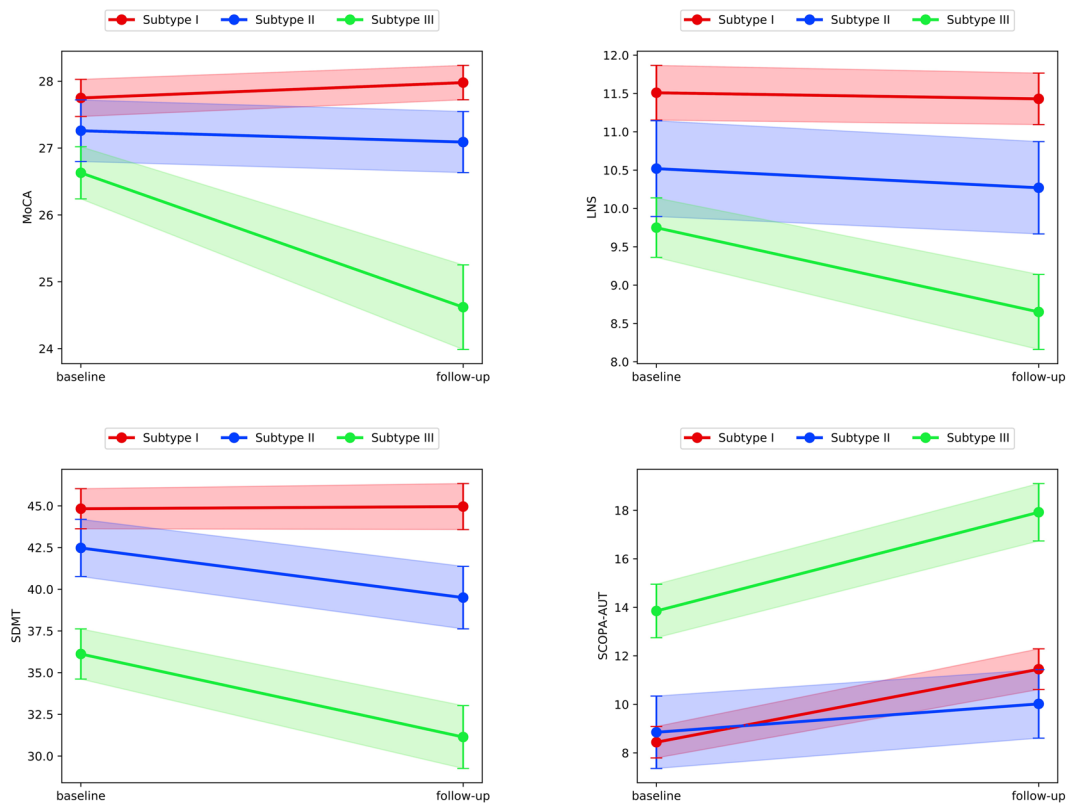 Subtype I Subtype II Subtype III
MoCA
28
27
26
25
24
baseline follow-up
Subtype I Subtype II Subtype III
LNS
12.0
11.5
11.0
10.5
10.0
9.5
9.0
8.5
8.0
baseline follow-up
Subtype I Subtype II Subtype III
SDMT
45.0
42.5
40.0
37.5
35.0
32.5
30.0
baseline follow-up
Subtype I Subtype II Subtype III
SCOPA-AUT
18
16
14
12
10
8
baseline follow-up